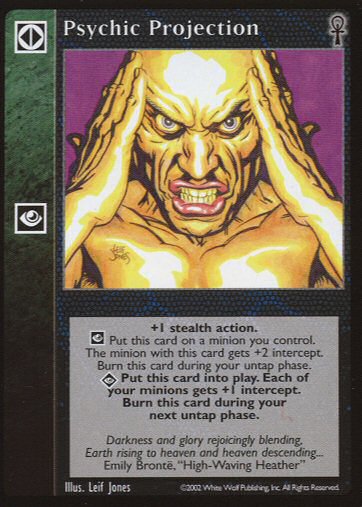 Psychic Projection
LEIF
JONES
+1 stealth action.
Put this card on a minion you control.
The minion with this card gets +2 intercept.
Burn this card during your untap phase.
Put this card into play. Each of
your minions gets +1 intercept.
Burn this card during your
next untap phase.
Darkness and glory rejoicingly blending,
Earth rising to heaven and heaven descending...
Emily Brontë, "High-Waving Heather"
Illus. Leif Jones
©2002 White Wolf Publishing, Inc. All Rights Reserved.